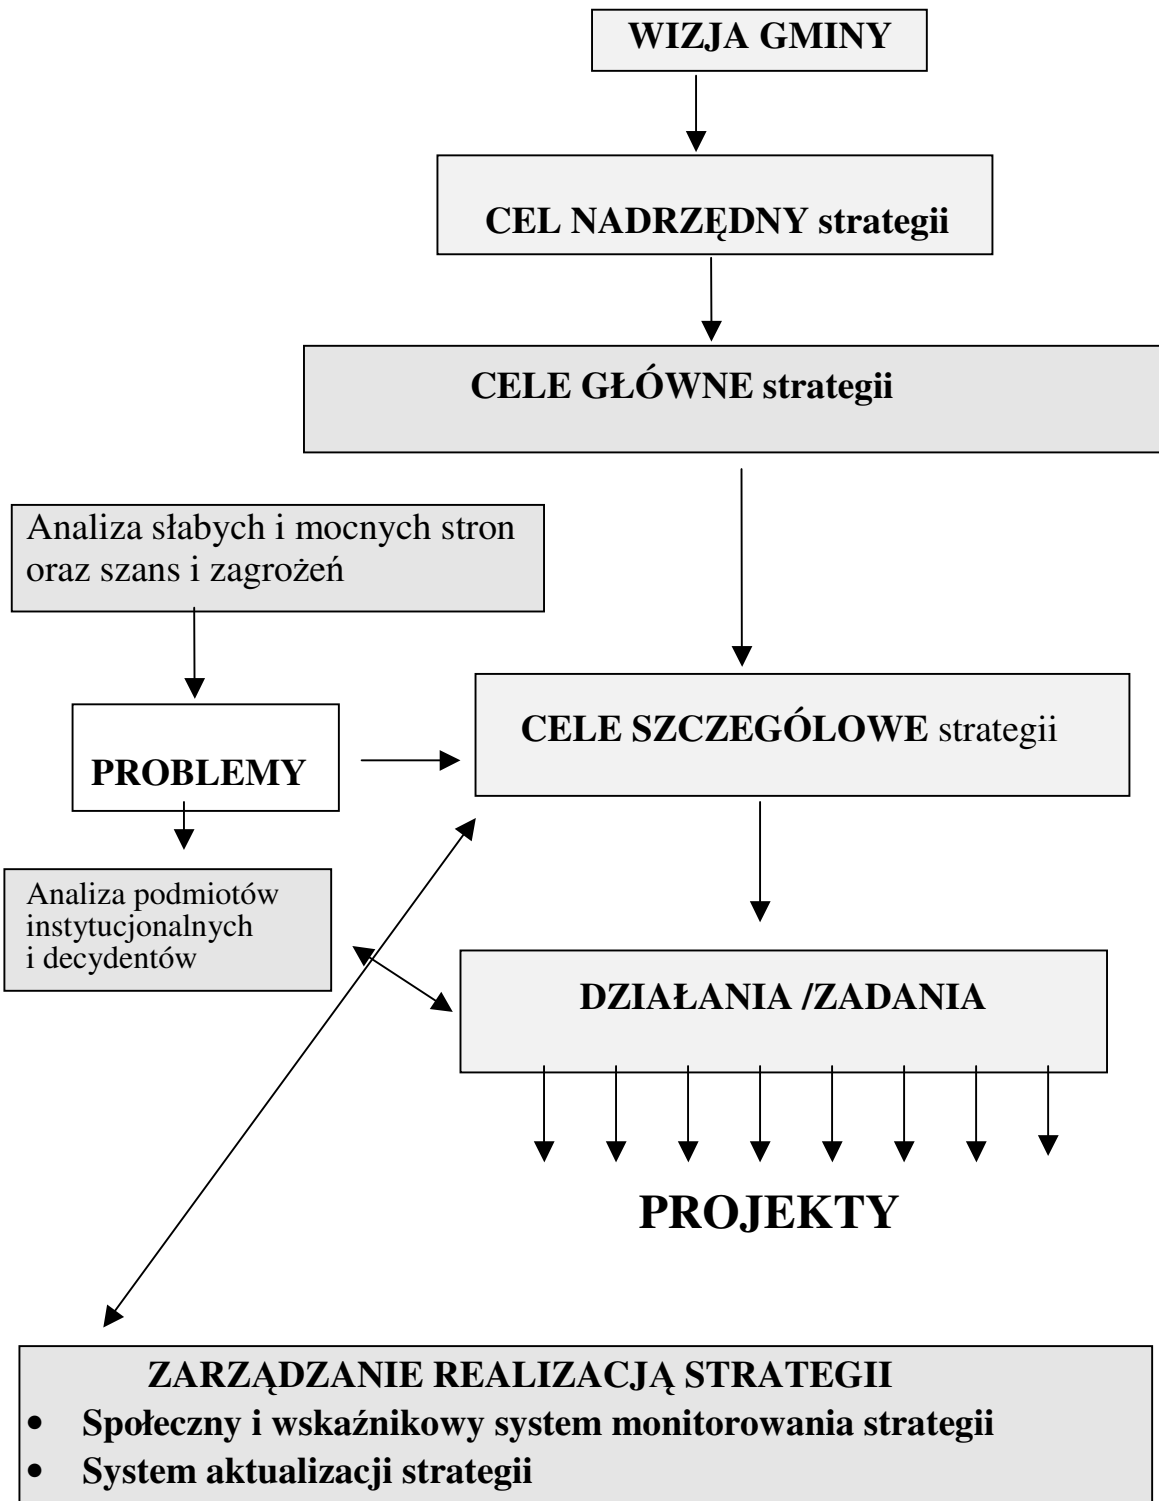 WIZJA GMINY
CEL NADRZĘDNY strategii
CELE GŁÓWNE strategii
Analiza słabych i mocnych stron
oraz szans i zagrożeń
CELE SZCZEGÓLOWE strategii
PROBLEMY
Analiza podmiotów
instytucjonalnych
i decydentów
DZIAŁANIA /ZADANIA
PROJEKTY
ZARZĄDZANIE REALIZACJĄ STRATEGII
• Społeczny i wskaźnikowy system monitorowania strategii
• System aktualizacji strategii